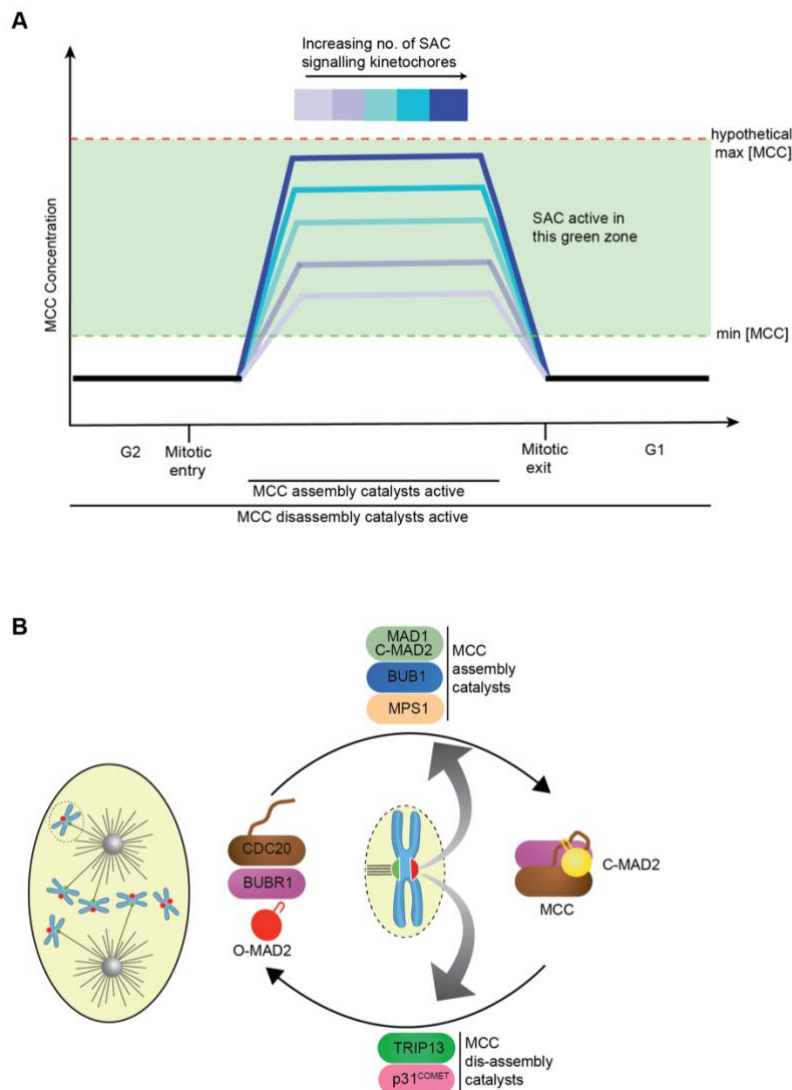 A
Increasing no. of SAC
signalling kinetochores
hypothetical
max [MCC]
SAC active in
this green zone
min [MCC]
MCC Concentration
G2
Mitotic
entry
Mitotic
exit
G1
MCC assembly catalysts active
MCC disassembly catalysts active
B
MAD1
C-MAD2
BUB1
MPS1
MCC
assembly
catalysts
CDC20
BUBR1
O-MAD2
C-MAD2
MCC
TRIP13
p31COMET
MCC
dis-assembly
catalysts